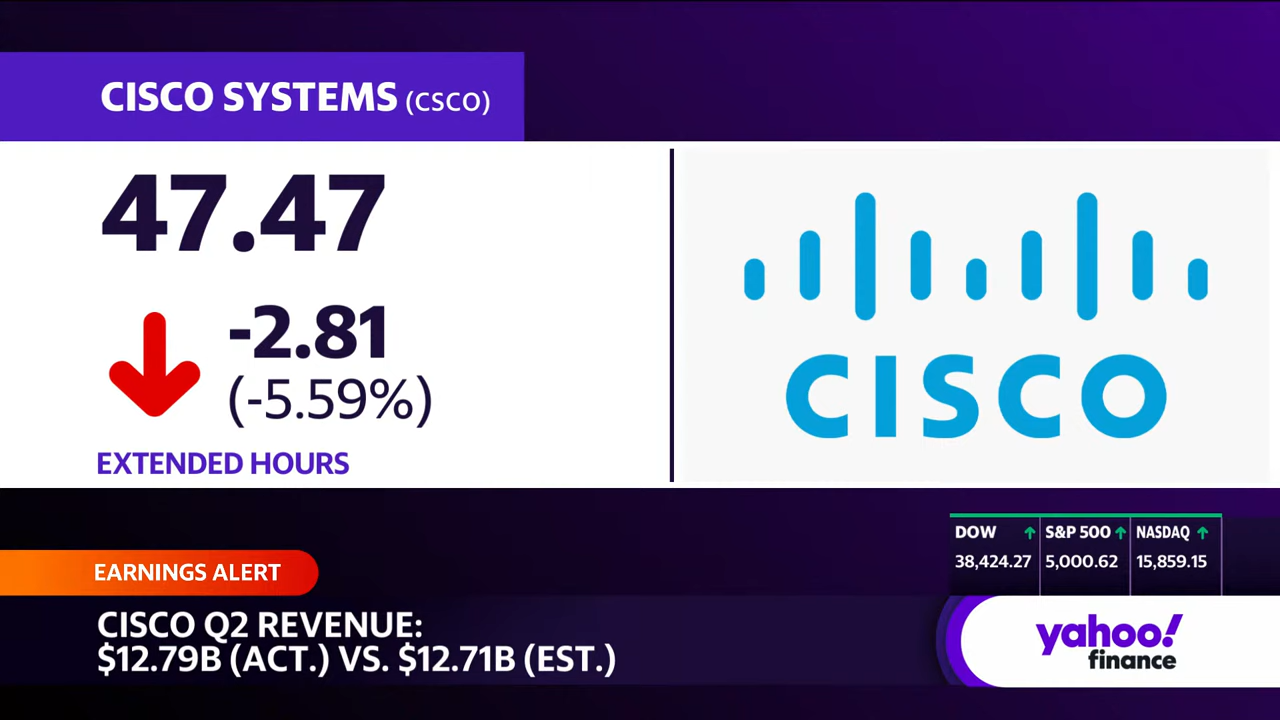 CISCO SYSTEMS (CSCO)
47.47
-2.81
(-5.59%)
EXTENDED HOURS
CISCO
EARNINGS ALERT
CISCO Q2 REVENUE:
$12.79B (ACT.) VS. $12.71B (EST.)
DOW S&P 500 NASDAQ
38,424.27 5,000.62 15,859.15
yahoo!
finance